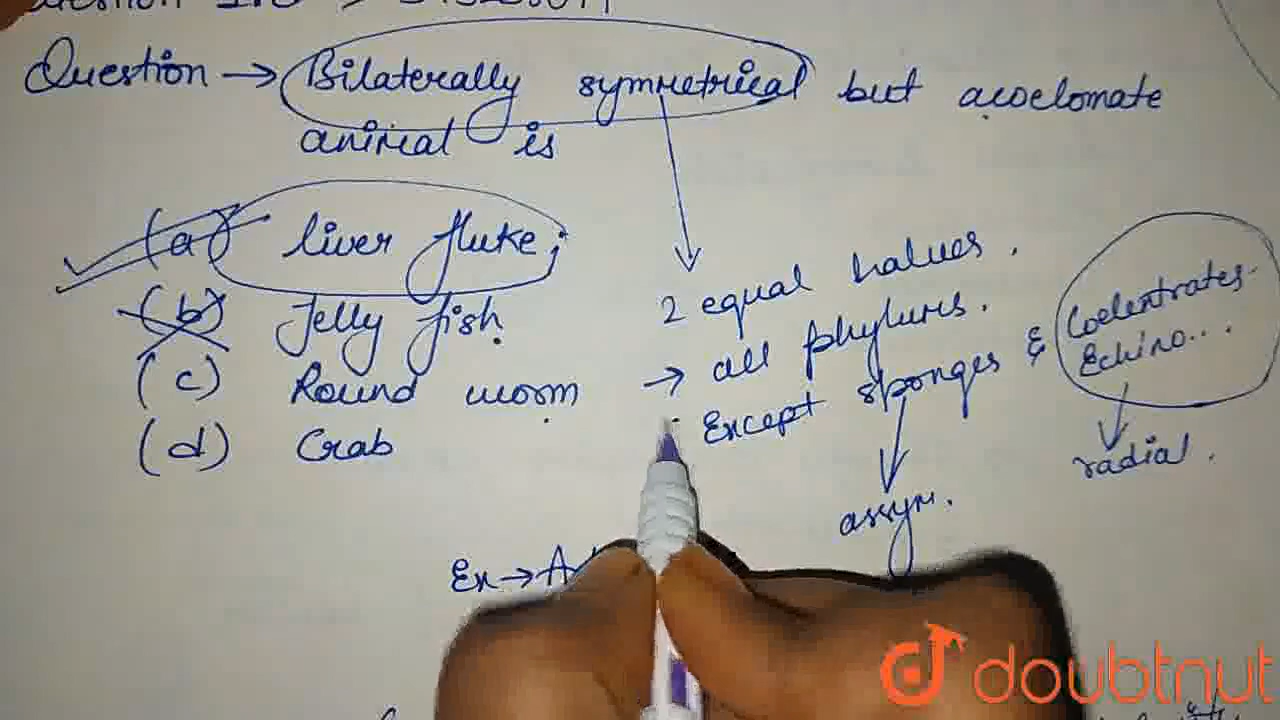 Question → Bilaterally symmetrical but acoelomate
animal is
(a) liver fluke;
(b) Jelly fish.
(c) Round worm
(d) Crab
2 equal halves.
→ all phylums.
Except sponges & Coelentrates.
Echino...
assym.
radial.
Ex →
doubtnut